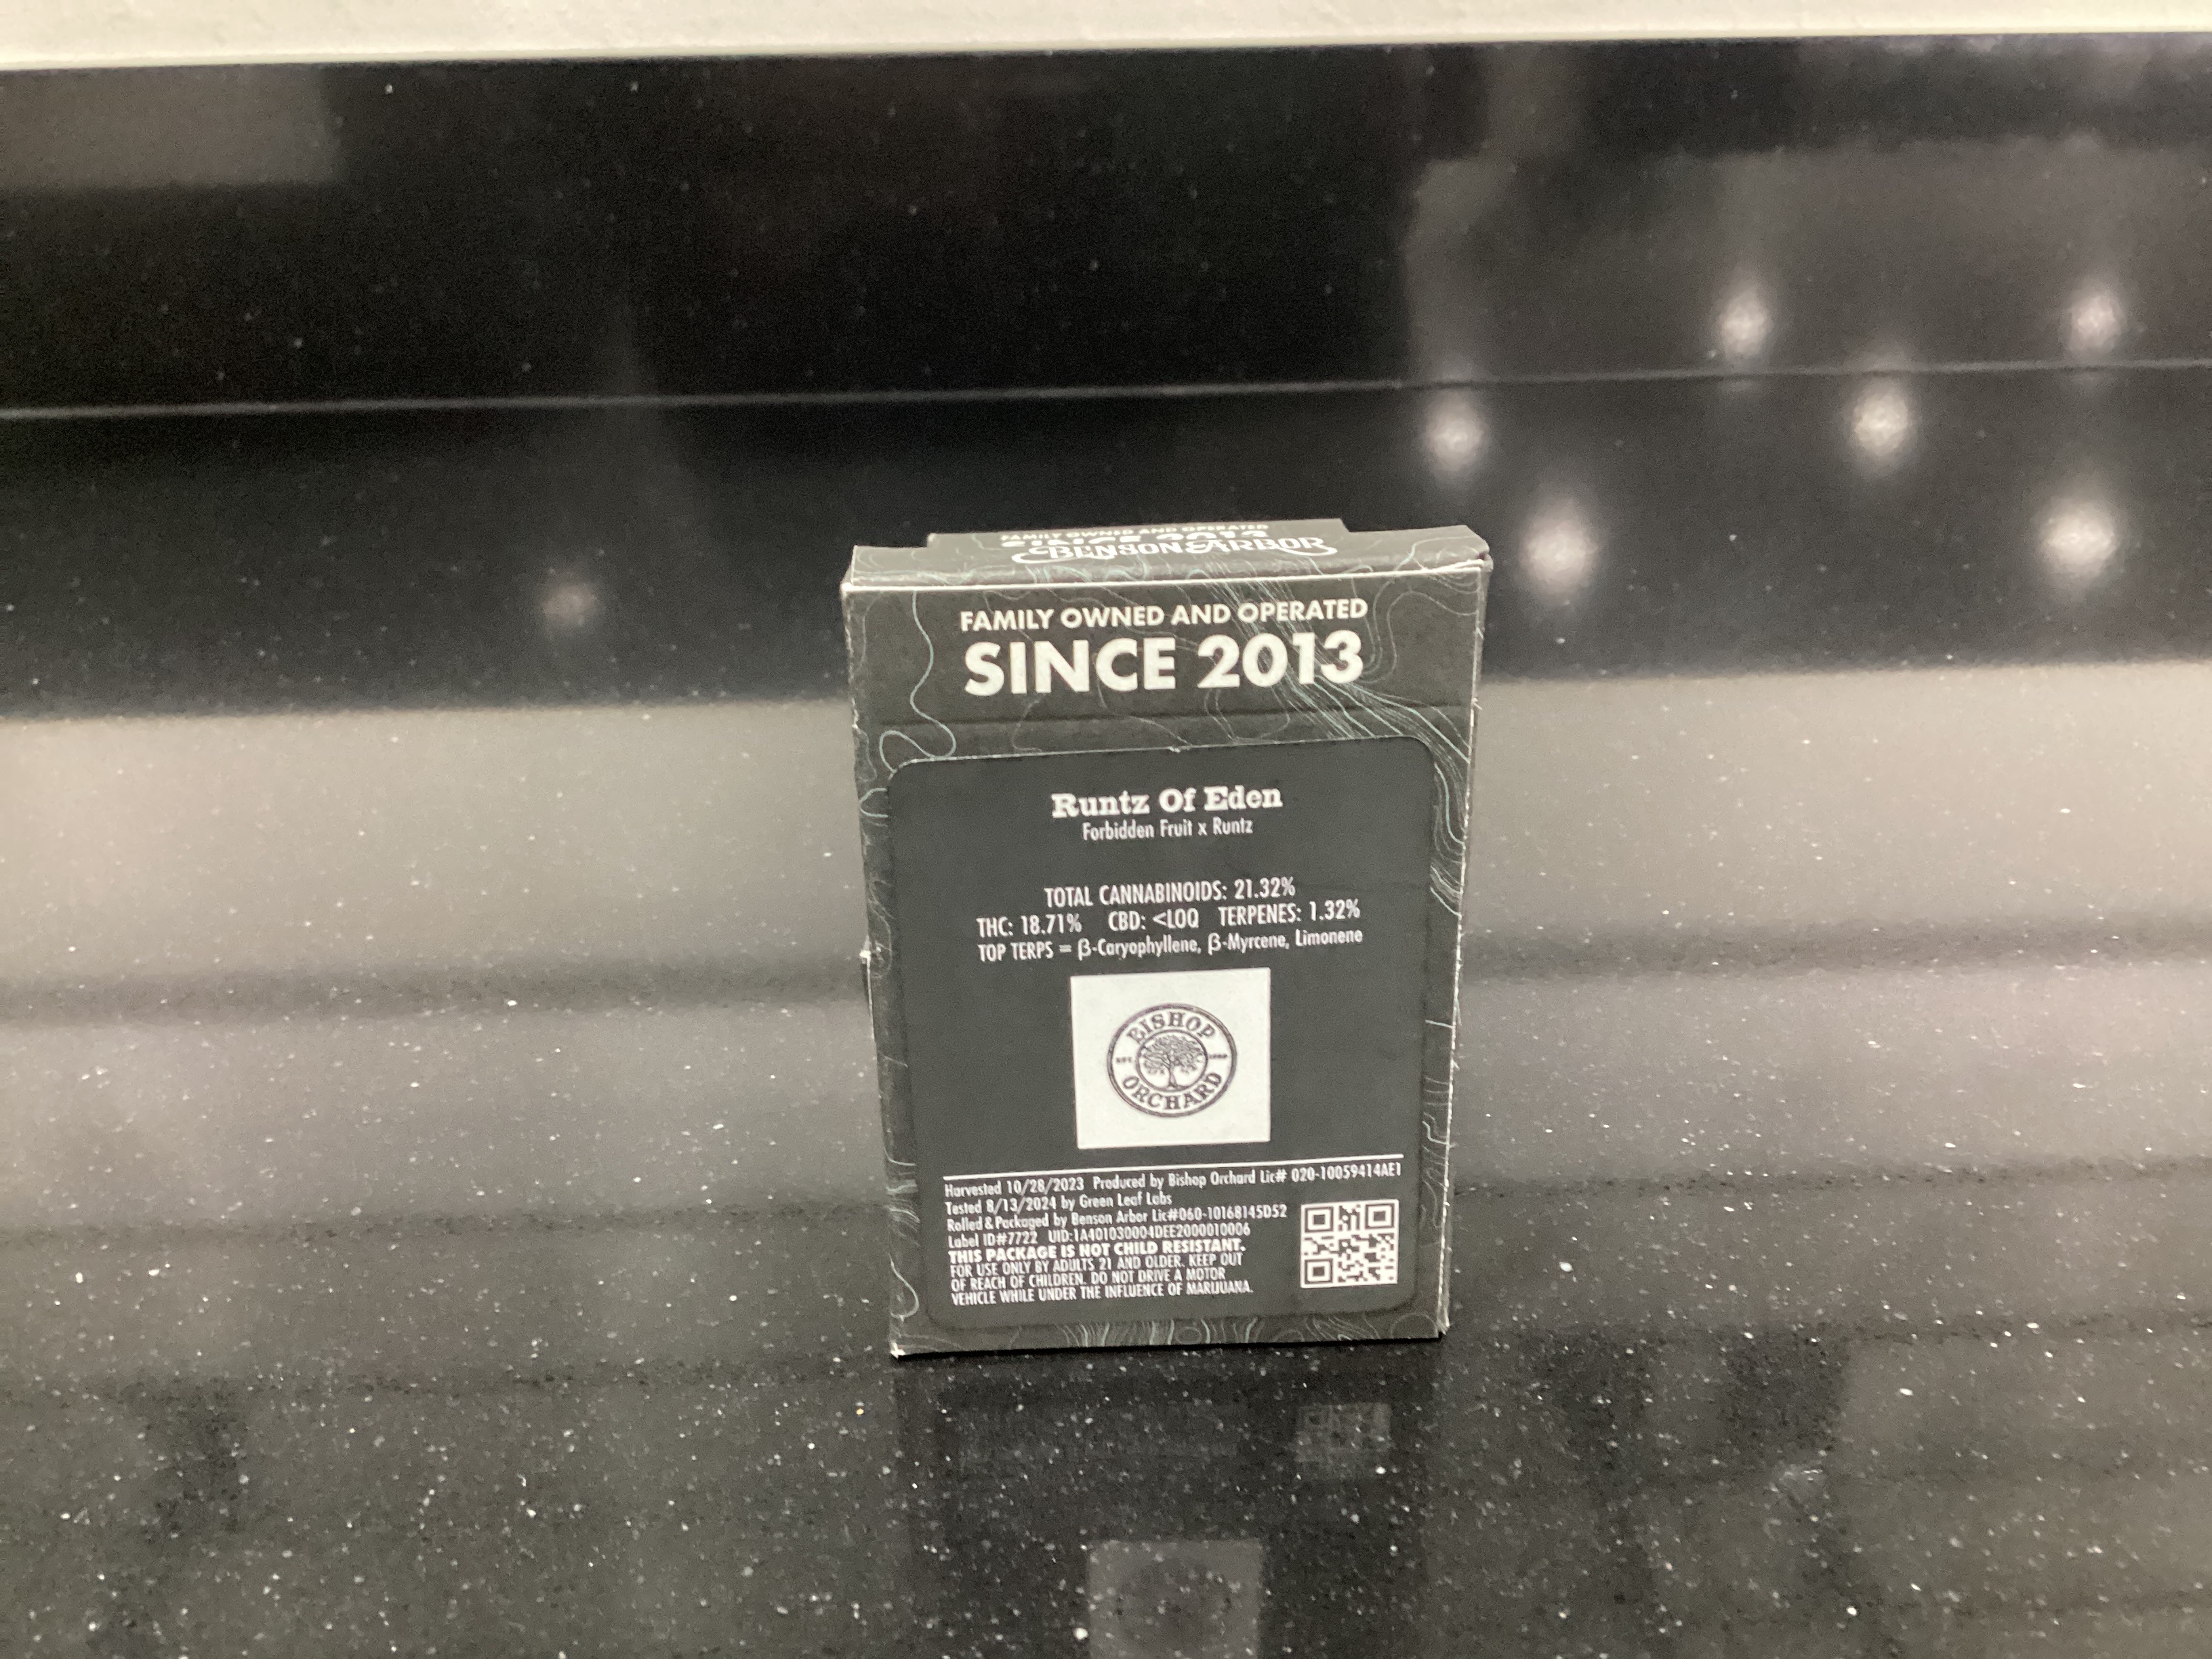 FAMILY OWNED AND OPERATED
SINCE 2013
BENSON ARBOR
FAMILY OWNED AND OPERATED
SINCE 2013
Runtz Of Eden
Forbidden Fruit x Runtz
TOTAL CANNABINOIDS: 21.32%
THC: 18.71% CBD: <LOQ TERPENES: 1.32%
TOP TERPS = β-Caryophyllene, β-Myrcene, Limonene
BISHOP
ORCHARD
Harvested 10/28/2023 Produced by Bishop Orchard Lic# 020-10059414AE1
Tested 8/13/2024 by Green Leaf Labs
Rolled & Packaged by Benson Arbor Lic#060-10168145D52
Label ID#7722 UID:1A401030004DEE2000010006
THIS PACKAGE IS NOT CHILD RESISTANT.
FOR USE ONLY BY ADULTS 21 AND OLDER. KEEP OUT
OF REACH OF CHILDREN. DO NOT DRIVE A MOTOR
VEHICLE WHILE UNDER THE INFLUENCE OF MARIJUANA.